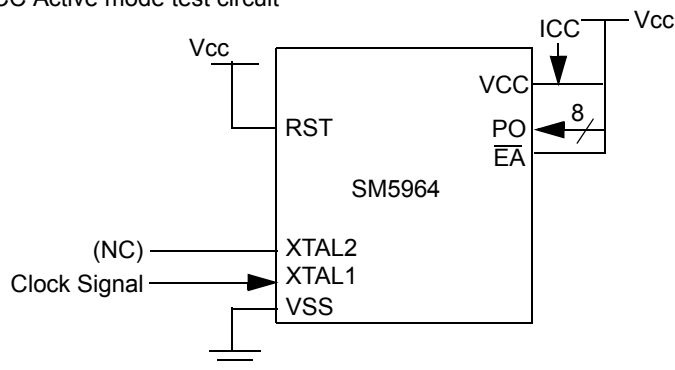 CC Active mode test circuit
ICC
Vcc
Vcc
VCC
RST
8
PO
EA
SM5964
(NC)
XTAL2
Clock Signal
XTAL1
VSS